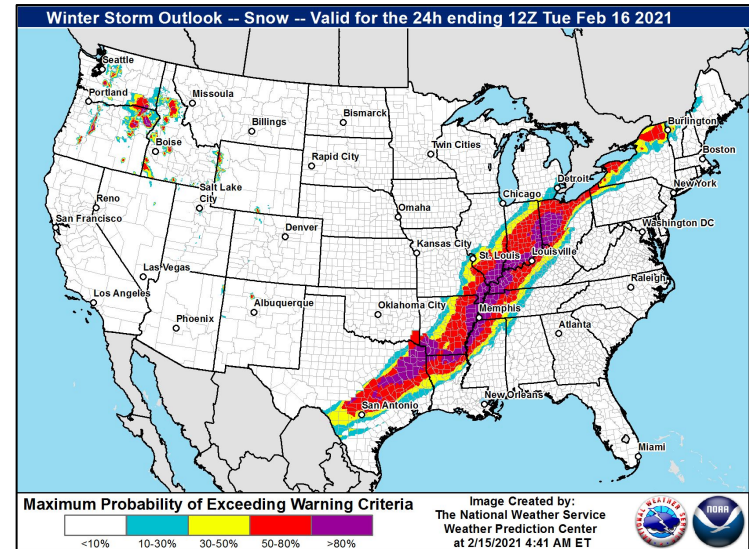 Winter Storm Outlook -- Snow -- Valid for the 24h ending 12Z Tue Feb 16 2021
Seattle
Portland
Missoula
Billings
Bismarck
Burlington
Boise
Rapid City
Twin Cities
Boston
Detroit
New York
Chicago
Reno
Salt Lake
City
Omaha
San Francisco
Denver
Kansas City
St. Louis
Louisville
Washington DC
Las Vegas
Los Angeles
Albuquerque
Oklahoma City
Memphis
Raleigh
Phoenix
Atlanta
San Antonio
New Orleans
Miami
Maximum Probability of Exceeding Warning Criteria
<10%
10-30%
30-50%
50-80%
>80%
Image Created by:
The National Weather Service
Weather Prediction Center
at 2/15/2021 4:41 AM ET
NATIONAL WEATHER SERVICE
NOAA